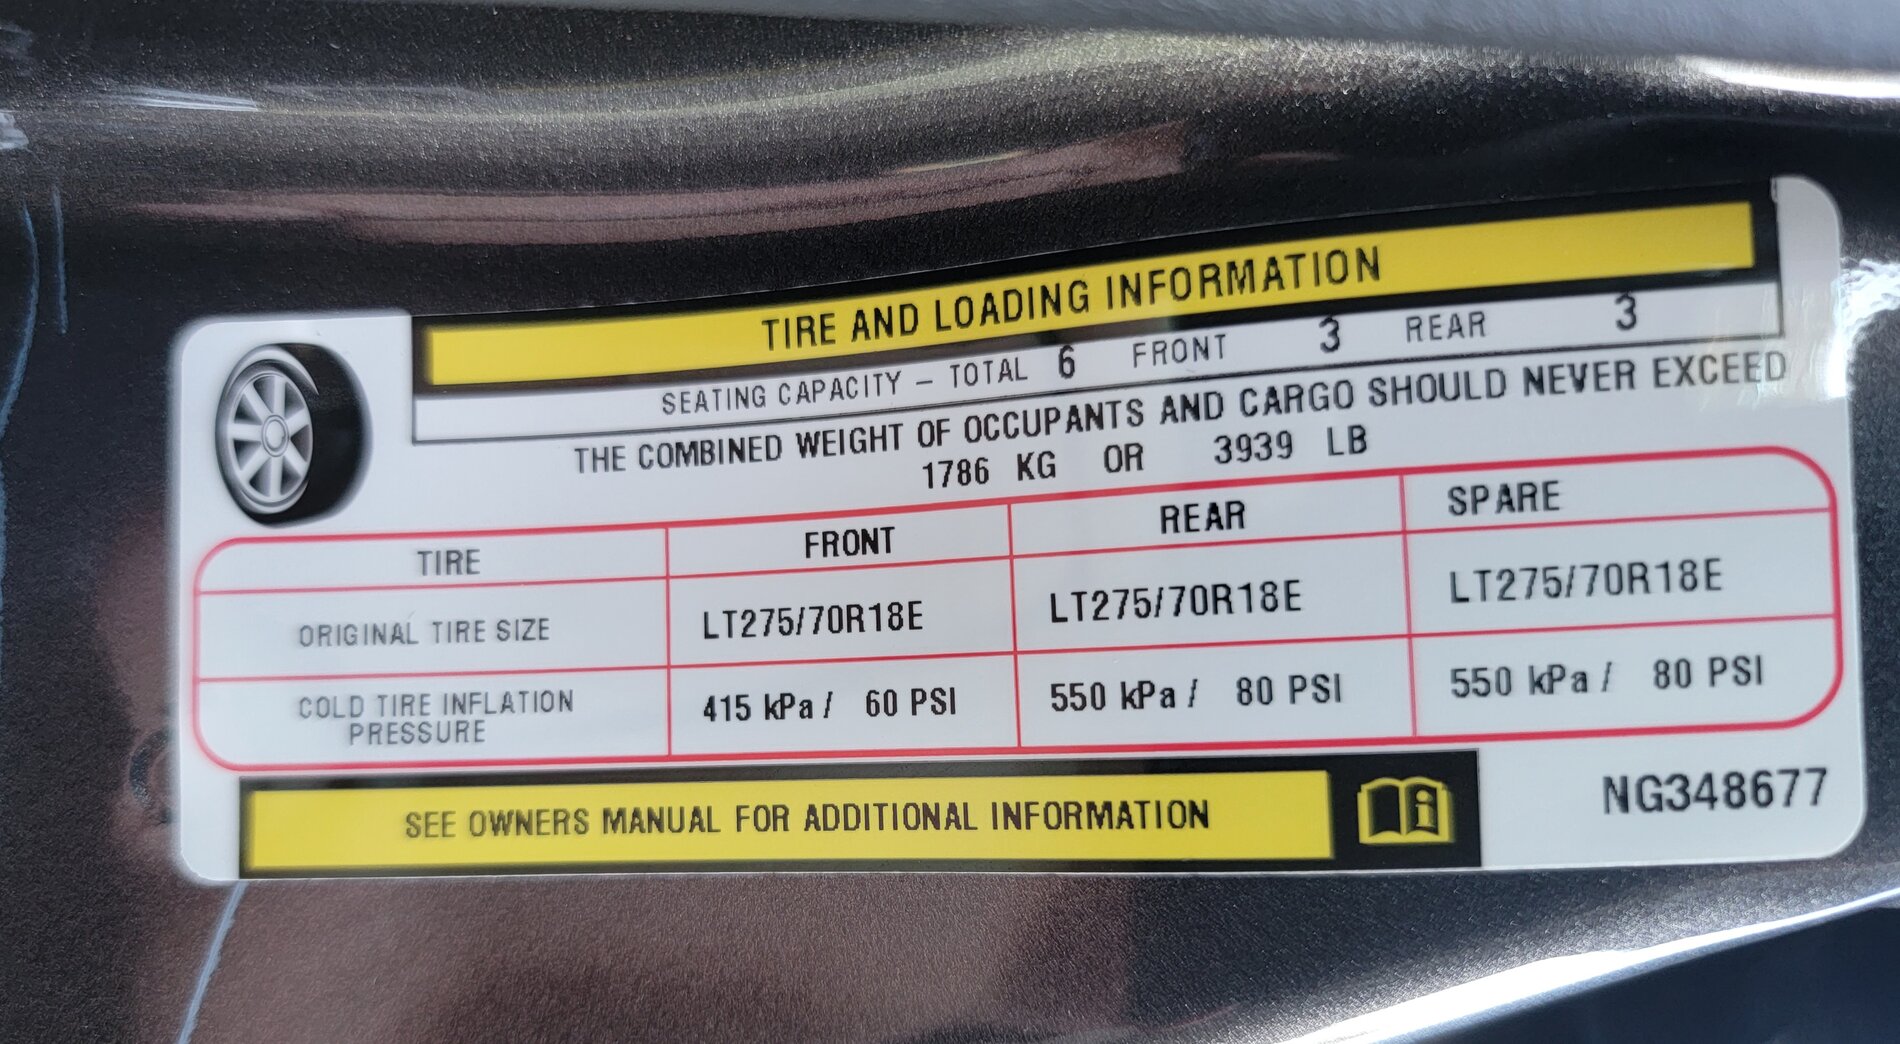 TIRE AND LOADING INFORMATION
SEATING CAPACITY – TOTAL 6 FRONT 3 REAR 3
THE COMBINED WEIGHT OF OCCUPANTS AND CARGO SHOULD NEVER EXCEED
1786 KG OR 3939 LB
TIRE FRONT REAR SPARE
ORIGINAL TIRE SIZE LT275/70R18E LT275/70R18E LT275/70R18E
COLD TIRE INFLATION PRESSURE 415 kPa / 60 PSI 550 kPa / 80 PSI 550 kPa / 80 PSI
SEE OWNERS MANUAL FOR ADDITIONAL INFORMATION
NG348677